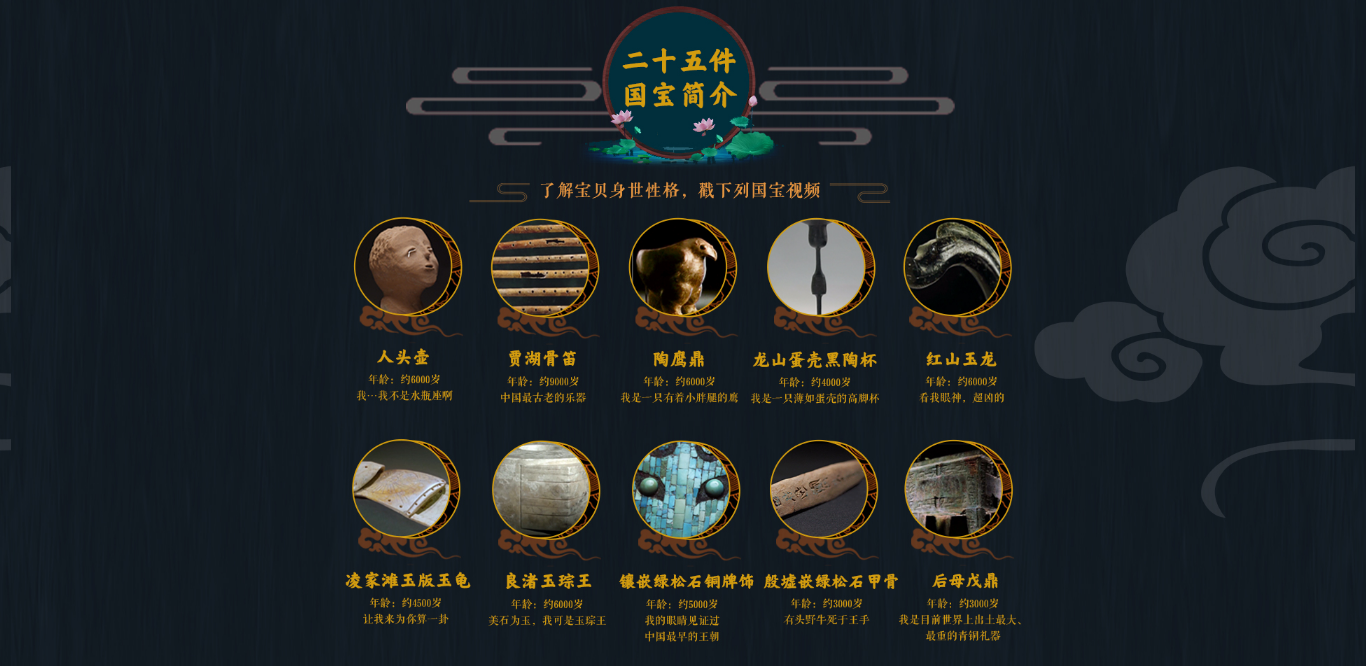 二十五件
国宝简介
了解宝贝身世性格，戳下列国宝视频
人头壶
年龄：约6000岁
我…我不是水瓶座啊
贾湖骨笛
年龄：约9000岁
中国最古老的乐器
陶鹰鼎
年龄：约6000岁
我是一只有着小胖腿的鹰
龙山蛋壳黑陶杯
年龄：约4000岁
我是一只薄如蛋壳的高脚杯
红山玉龙
年龄：约6000岁
看我眼神，超凶的
凌家滩玉版玉龟
年龄：约4500岁
让我来为你算一卦
良渚玉琮王
年龄：约6000岁
美石为玉，我可是玉琮王
镶嵌绿松石铜牌饰
年龄：约5000岁
我的眼睛见证过
中国最早的王朝
殷墟嵌绿松石甲骨
年龄：约3000岁
有头野牛死于王手
后母戊鼎
年龄：约3000岁
我是目前世界上出土最大、
最重的青铜礼器